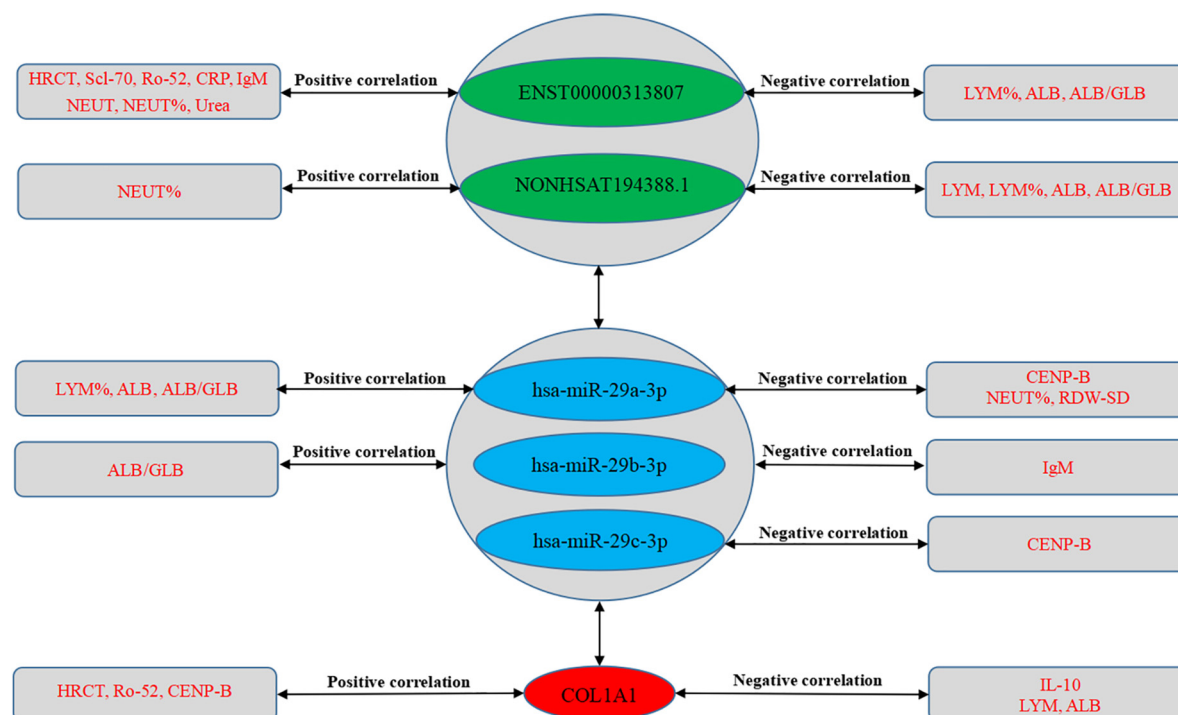 HRCT, Scl-70, Ro-52, CRP, IgM
NEUT, NEUT%, Urea
Positive correlation
ENST00000313807
Negative correlation
LYM%, ALB, ALB/GLB
NEUT%
Positive correlation
NONHSAT194388.1
Negative correlation
LYM, LYM%, ALB, ALB/GLB
LYM%, ALB, ALB/GLB
Positive correlation
hsa-miR-29a-3p
Negative correlation
CENP-B
NEUT%, RDW-SD
ALB/GLB
Positive correlation
hsa-miR-29b-3p
Negative correlation
IgM
hsa-miR-29c-3p
Negative correlation
CENP-B
HRCT, Ro-52, CENP-B
Positive correlation
COL1A1
Negative correlation
IL-10
LYM, ALB